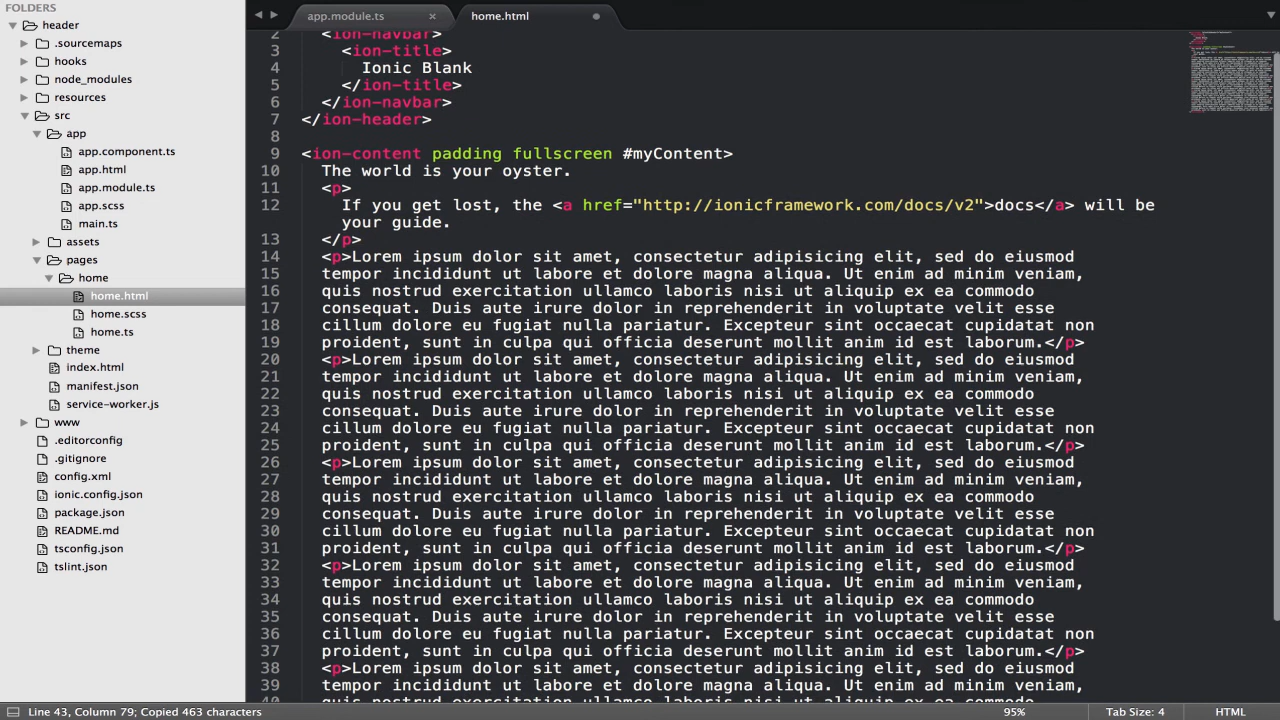 FOLDERS
header
.sourcemaps
hooks
node_modules
resources
src
app
app.component.ts
app.html
app.module.ts
app.scss
main.ts
assets
pages
home
home.html
home.scss
home.ts
theme
index.html
manifest.json
service-worker.js
www
.editorconfig
.gitignore
config.xml
ionic.config.json
package.json
README.md
tsconfig.json
tslint.json
app.module.ts
home.html
2 <ion-navbar>
3 <ion-title>
4 Ionic Blank
5 </ion-title>
6 </ion-navbar>
7 </ion-header>
8
9 <ion-content padding fullscreen #myContent>
10 The world is your oyster.
11 <p>
12 If you get lost, the <a href="http://ionicframework.com/docs/v2">docs</a> will be
your guide.
13 </p>
14 <p>Lorem ipsum dolor sit amet, consectetur adipisicing elit, sed do eiusmod
15 tempor incididunt ut labore et dolore magna aliqua. Ut enim ad minim veniam,
16 quis nostrud exercitation ullamco laboris nisi ut aliquip ex ea commodo
17 consequat. Duis aute irure dolor in reprehenderit in voluptate velit esse
18 cillum dolore eu fugiat nulla pariatur. Excepteur sint occaecat cupidatat non
19 proident, sunt in culpa qui officia deserunt mollit anim id est laborum.</p>
20 <p>Lorem ipsum dolor sit amet, consectetur adipisicing elit, sed do eiusmod
21 tempor incididunt ut labore et dolore magna aliqua. Ut enim ad minim veniam,
22 quis nostrud exercitation ullamco laboris nisi ut aliquip ex ea commodo
23 consequat. Duis aute irure dolor in reprehenderit in voluptate velit esse
24 cillum dolore eu fugiat nulla pariatur. Excepteur sint occaecat cupidatat non
25 proident, sunt in culpa qui officia deserunt mollit anim id est laborum.</p>
26 <p>Lorem ipsum dolor sit amet, consectetur adipisicing elit, sed do eiusmod
27 tempor incididunt ut labore et dolore magna aliqua. Ut enim ad minim veniam,
28 quis nostrud exercitation ullamco laboris nisi ut aliquip ex ea commodo
29 consequat. Duis aute irure dolor in reprehenderit in voluptate velit esse
30 cillum dolore eu fugiat nulla pariatur. Excepteur sint occaecat cupidatat non
31 proident, sunt in culpa qui officia deserunt mollit anim id est laborum.</p>
32 <p>Lorem ipsum dolor sit amet, consectetur adipisicing elit, sed do eiusmod
33 tempor incididunt ut labore et dolore magna aliqua. Ut enim ad minim veniam,
34 quis nostrud exercitation ullamco laboris nisi ut aliquip ex ea commodo
35 consequat. Duis aute irure dolor in reprehenderit in voluptate velit esse
36 cillum dolore eu fugiat nulla pariatur. Excepteur sint occaecat cupidatat non
37 proident, sunt in culpa qui officia deserunt mollit anim id est laborum.</p>
38 <p>Lorem ipsum dolor sit amet, consectetur adipisicing elit, sed do eiusmod
39 tempor incididunt ut labore et dolore magna aliqua. Ut enim ad minim veniam,
40 quis nostrud exercitation ullamco laboris nisi ut aliquip ex ea commodo
Line 43, Column 79; Copied 463 characters
95%
Tab Size: 4
HTML